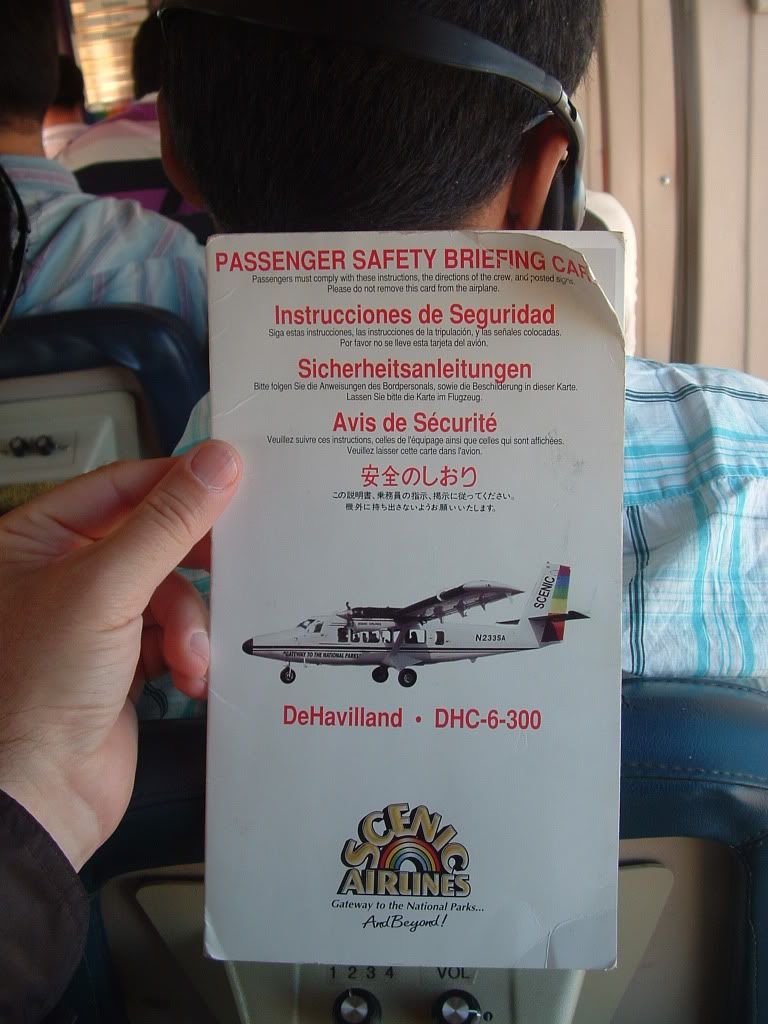 PASSENGER SAFETY BRIEFING CAR
Passengers must comply with these instructions, the directions of the crew, and posted signs.
Please do not remove this card from the airplane.
Instrucciones de Seguridad
Siga estas instrucciones, las instrucciones de la tripulación, y las señales colocadas.
Por favor no se lleve esta tarjeta del avión.
Sicherheitsanleitungen
Bitte folgen Sie die Anweisungen des Bordpersonals, sowie die Beschilderung in dieser Karte.
Lassen Sie bitte die Karte im Flugzeug.
Avis de Sécurité
Veuillez suivre ces instructions, celles de l'équipage ainsi que celles qui sont affichées.
Veuillez laisser cette carte dans l'avion.
安全のしおり
この説明書、乗務員の指示、掲示に従ってください。
機外に持ち出さないようお願いいたします。
SCENIC
SCENIC AIRLINES
N233SA
"GATEWAY TO THE NATIONAL PARKS"
DeHavilland • DHC-6-300
SCENIC
AIRLINES
Gateway to the National Parks...
And Beyond!
1 2 3 4 VOL